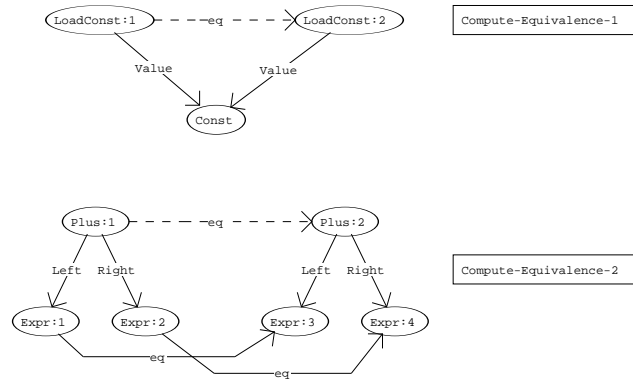 LoadConst:1
eq
LoadConst:2
Compute-Equivalence-1
Value
Value
Const
Plus:1
eq
Plus:2
Left
Right
Left
Right
Compute-Equivalence-2
Expr:1
Expr:2
Expr:3
Expr:4
eq
eq